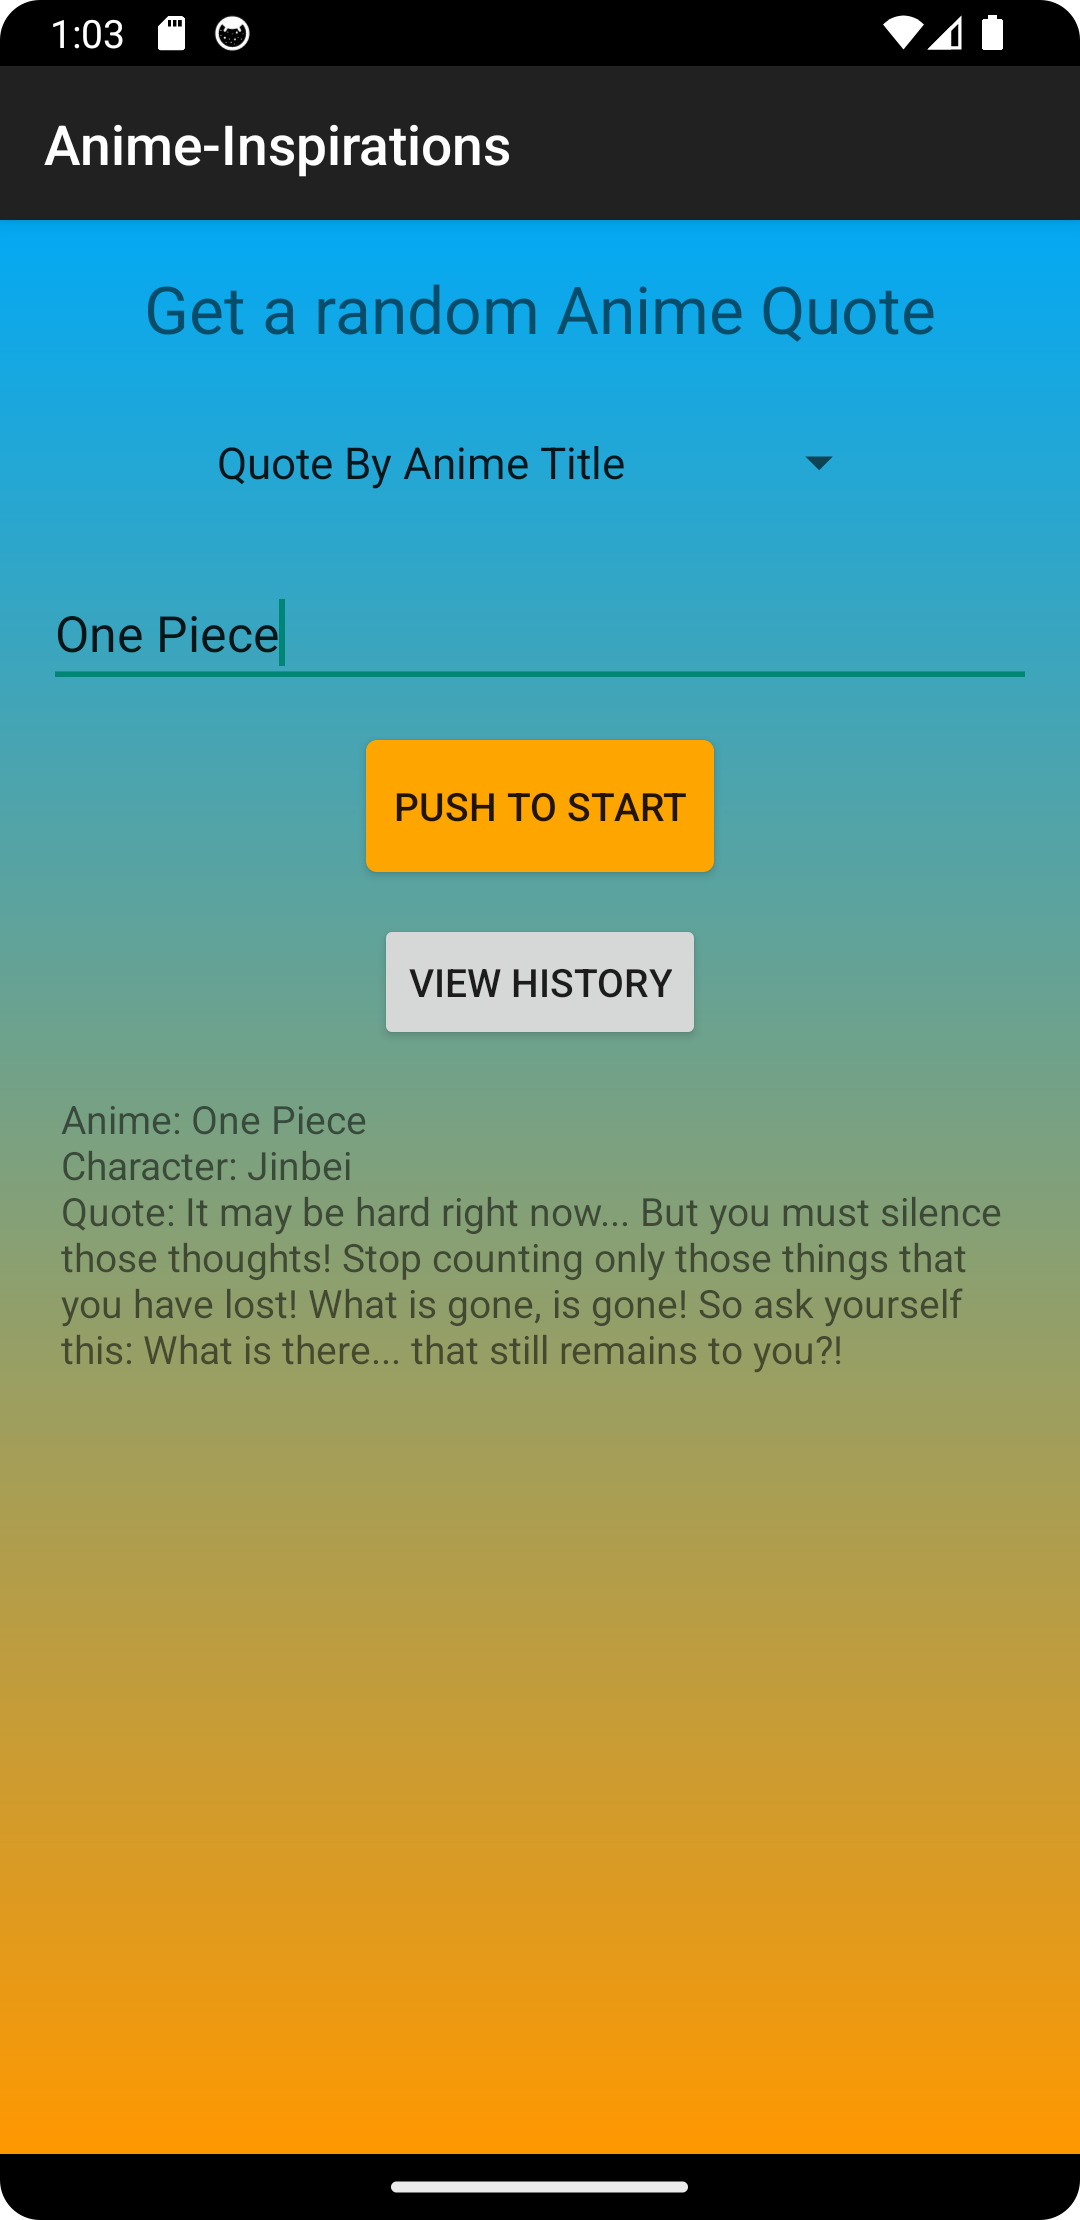 1:03
Anime-Inspirations
Get a random Anime Quote
Quote By Anime Title
One Piece
PUSH TO START
VIEW HISTORY
Anime: One Piece
Character: Jinbei
Quote: It may be hard right now... But you must silence
those thoughts! Stop counting only those things that
you have lost! What is gone, is gone! So ask yourself
this: What is there... that still remains to you?!